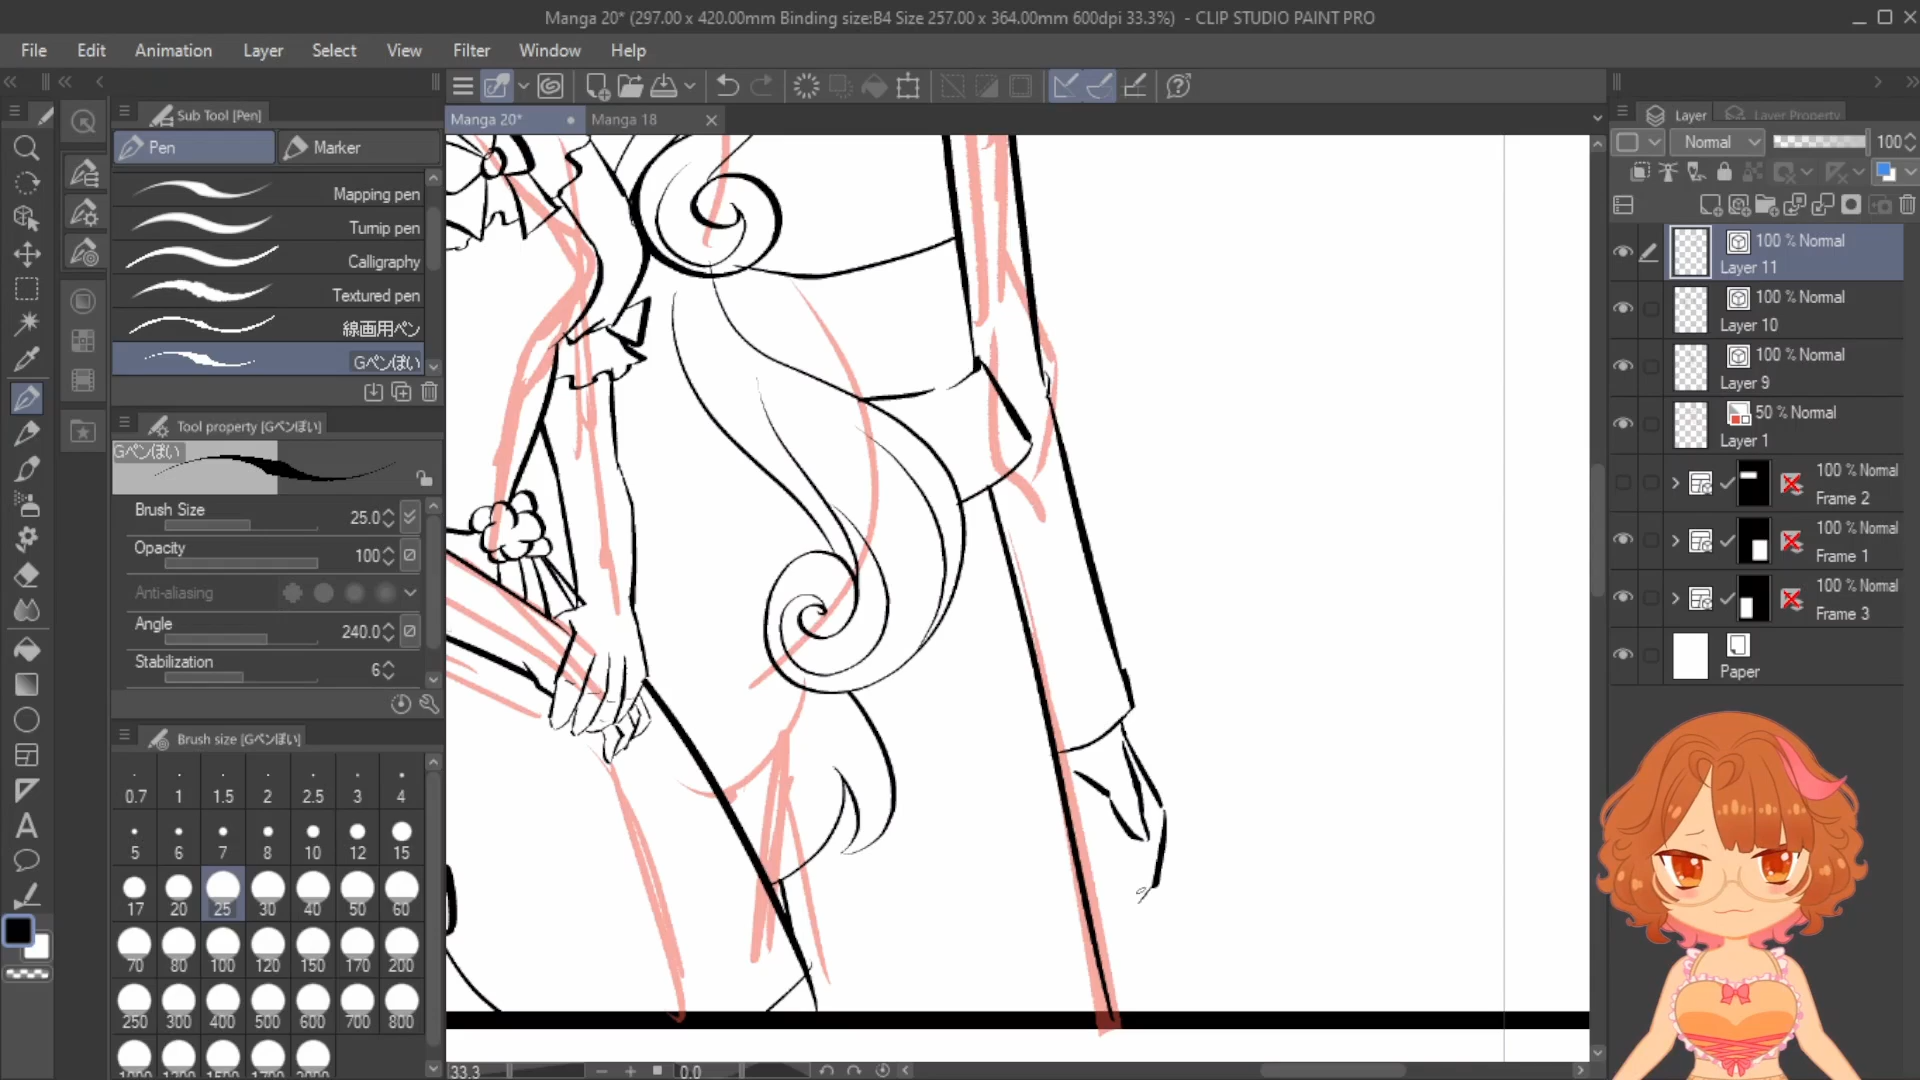 Manga 20* (297.00 x 420.00mm Binding size:B4 Size 257.00 x 364.00mm 600dpi 33.3%) - CLIP STUDIO PAINT PRO
File Edit Animation Layer Select View Filter Window Help
Sub Tool [Pen]
Pen Marker
Mapping pen
Turnip pen
Calligraphy
Textured pen
線画用ペン
Gペンぽい
Tool property [Gペンぽい]
Gペンぽい
Brush Size 25.0
Opacity 100
Anti-aliasing
Angle 240.0
Stabilization 6
Brush size [Gペンぽい]
0.7 1 1.5 2 2.5 3 4
5 6 7 8 10 12 15
17 20 25 30 40 50 60
70 80 100 120 150 170 200
250 300 400 500 600 700 800
Manga 20* Manga 18
33.3 0.0
Layer Layer Property
Normal 100
100 % Normal
Layer 11
100 % Normal
Layer 10
100 % Normal
Layer 9
50 % Normal
Layer 1
100 % Normal
Frame 2
100 % Normal
Frame 1
100 % Normal
Frame 3
Paper